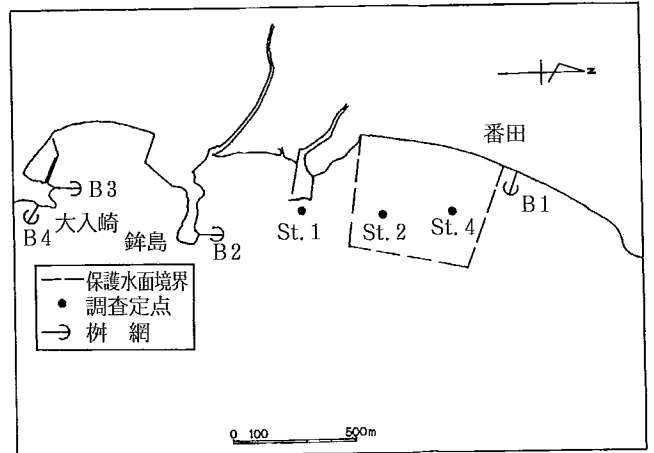 N
番田
B3
B4
大入崎
鉾島
B2
St.1
St.2
St.4
B1
保護水面境界
調査定点
桝 網
0 100 500m